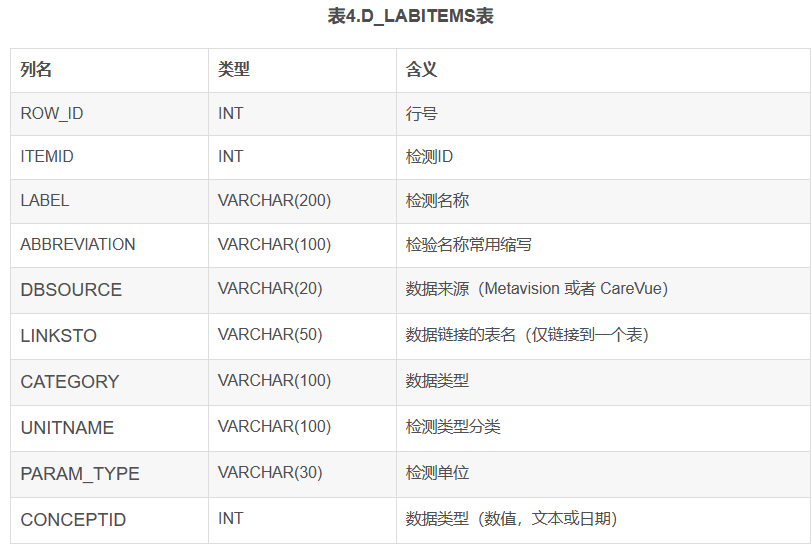 表4.D_LABITEMS表
列名 类型 含义
ROW_ID INT 行号
ITEMID INT 检测ID
LABEL VARCHAR(200) 检测名称
ABBREVIATION VARCHAR(100) 检验名称常用缩写
DBSOURCE VARCHAR(20) 数据来源（Metavision 或者 CareVue）
LINKSTO VARCHAR(50) 数据链接的表名（仅链接到一个表）
CATEGORY VARCHAR(100) 数据类型
UNITNAME VARCHAR(100) 检测类型分类
PARAM_TYPE VARCHAR(30) 检测单位
CONCEPTID INT 数据类型（数值，文本或日期）